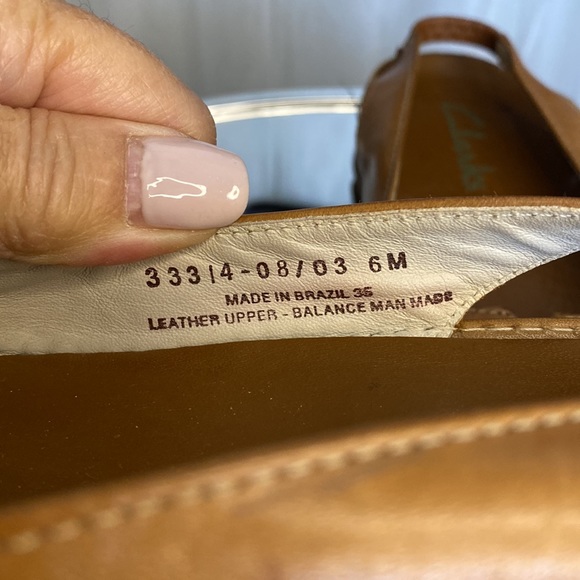 Clarks
33314-08/03 6M
MADE IN BRAZIL 36
LEATHER UPPER - BALANCE MAN MADE